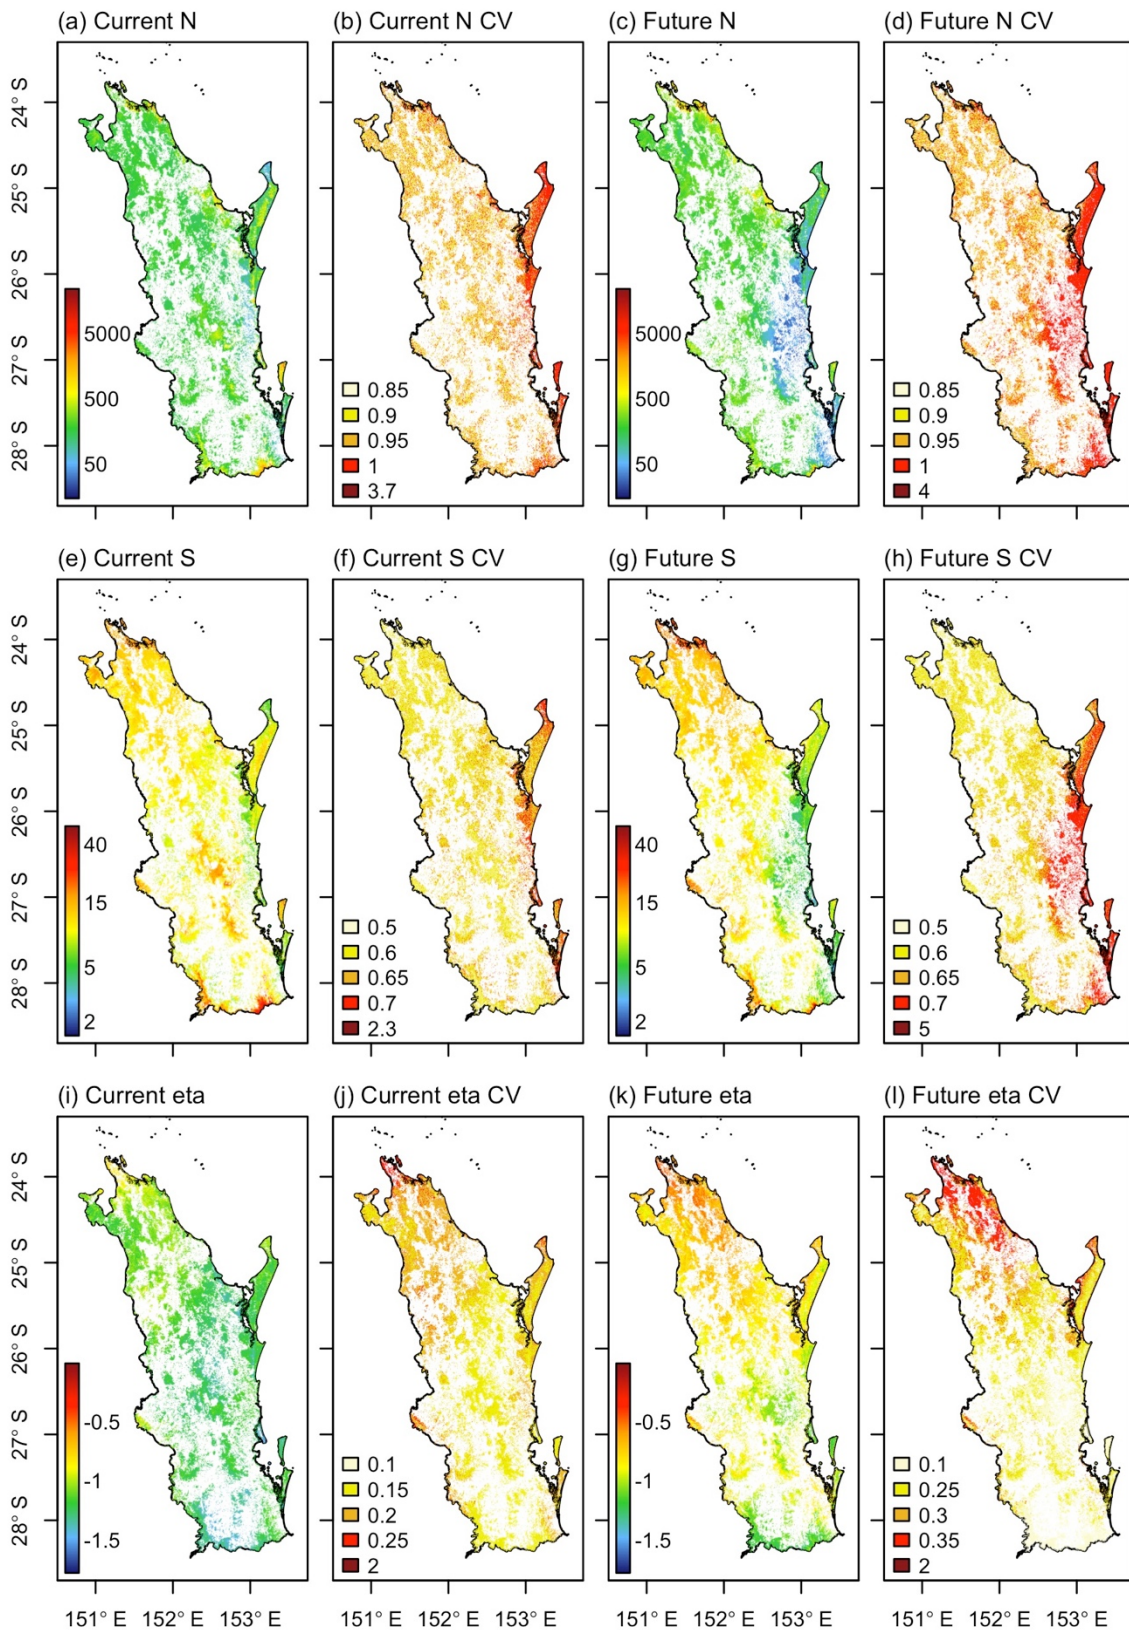 (a) Current N
(b) Current N CV
(c) Future N
(d) Future N CV
24° S
25° S
26° S
27° S
28° S
5000
500
50
0.85
0.9
0.95
1
3.7
5000
500
50
0.85
0.9
0.95
1
4
(e) Current S
(f) Current S CV
(g) Future S
(h) Future S CV
24° S
25° S
26° S
27° S
28° S
40
15
5
2
0.5
0.6
0.65
0.7
2.3
40
15
5
2
0.5
0.6
0.65
0.7
5
(i) Current eta
(j) Current eta CV
(k) Future eta
(l) Future eta CV
24° S
25° S
26° S
27° S
28° S
-0.5
-1
-1.5
0.1
0.15
0.2
0.25
2
-0.5
-1
-1.5
0.1
0.25
0.3
0.35
2
151° E 152° E 153° E
151° E 152° E 153° E
151° E 152° E 153° E
151° E 152° E 153° E